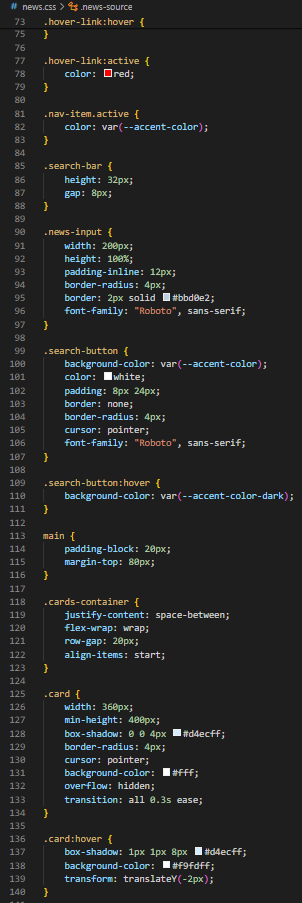 # news.css > .news-source
73 .hover-link:hover {
75 }
76
77 .hover-link:active {
78 color: red;
79 }
80
81 .nav-item.active {
82 color: var(--accent-color);
83 }
84
85 .search-bar {
86 height: 32px;
87 gap: 8px;
88 }
89
90 .news-input {
91 width: 200px;
92 height: 100%;
93 padding-inline: 12px;
94 border-radius: 4px;
95 border: 2px solid #bbd0e2;
96 font-family: "Roboto", sans-serif;
97 }
98
99 .search-button {
100 background-color: var(--accent-color);
101 color: white;
102 padding: 8px 24px;
103 border: none;
104 border-radius: 4px;
105 cursor: pointer;
106 font-family: "Roboto", sans-serif;
107 }
108
109 .search-button:hover {
110 background-color: var(--accent-color-dark);
111 }
112
113 main {
114 padding-block: 20px;
115 margin-top: 80px;
116 }
117
118 .cards-container {
119 justify-content: space-between;
120 flex-wrap: wrap;
121 row-gap: 20px;
122 align-items: start;
123 }
124
125 .card {
126 width: 360px;
127 min-height: 400px;
128 box-shadow: 0 0 4px #d4ecff;
129 border-radius: 4px;
130 cursor: pointer;
131 background-color: #fff;
132 overflow: hidden;
133 transition: all 0.3s ease;
134 }
135
136 .card:hover {
137 box-shadow: 1px 1px 8px #d4ecff;
138 background-color: #f9fdff;
139 transform: translateY(-2px);
140 }